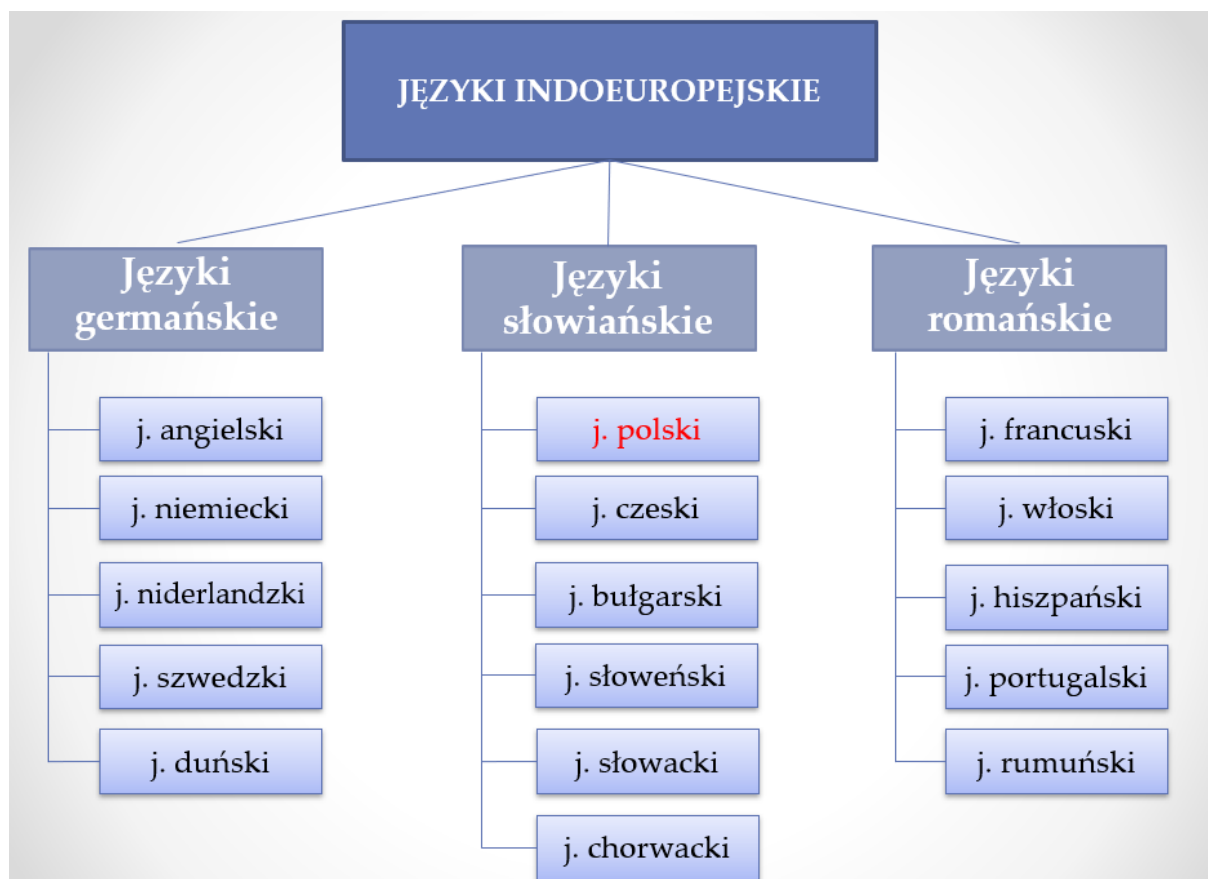 JĘZYKI INDOEUROPEJSKIE
Języki
germańskie
j. angielski
j. niemiecki
j. niderlandzki
j. szwedzki
j. duński
Języki
słowiańskie
j. polski
j. czeski
j. bułgarski
j. słoweński
j. słowacki
j. chorwacki
Języki
romańskie
j. francuski
j. włoski
j. hiszpański
j. portugalski
j. rumuński